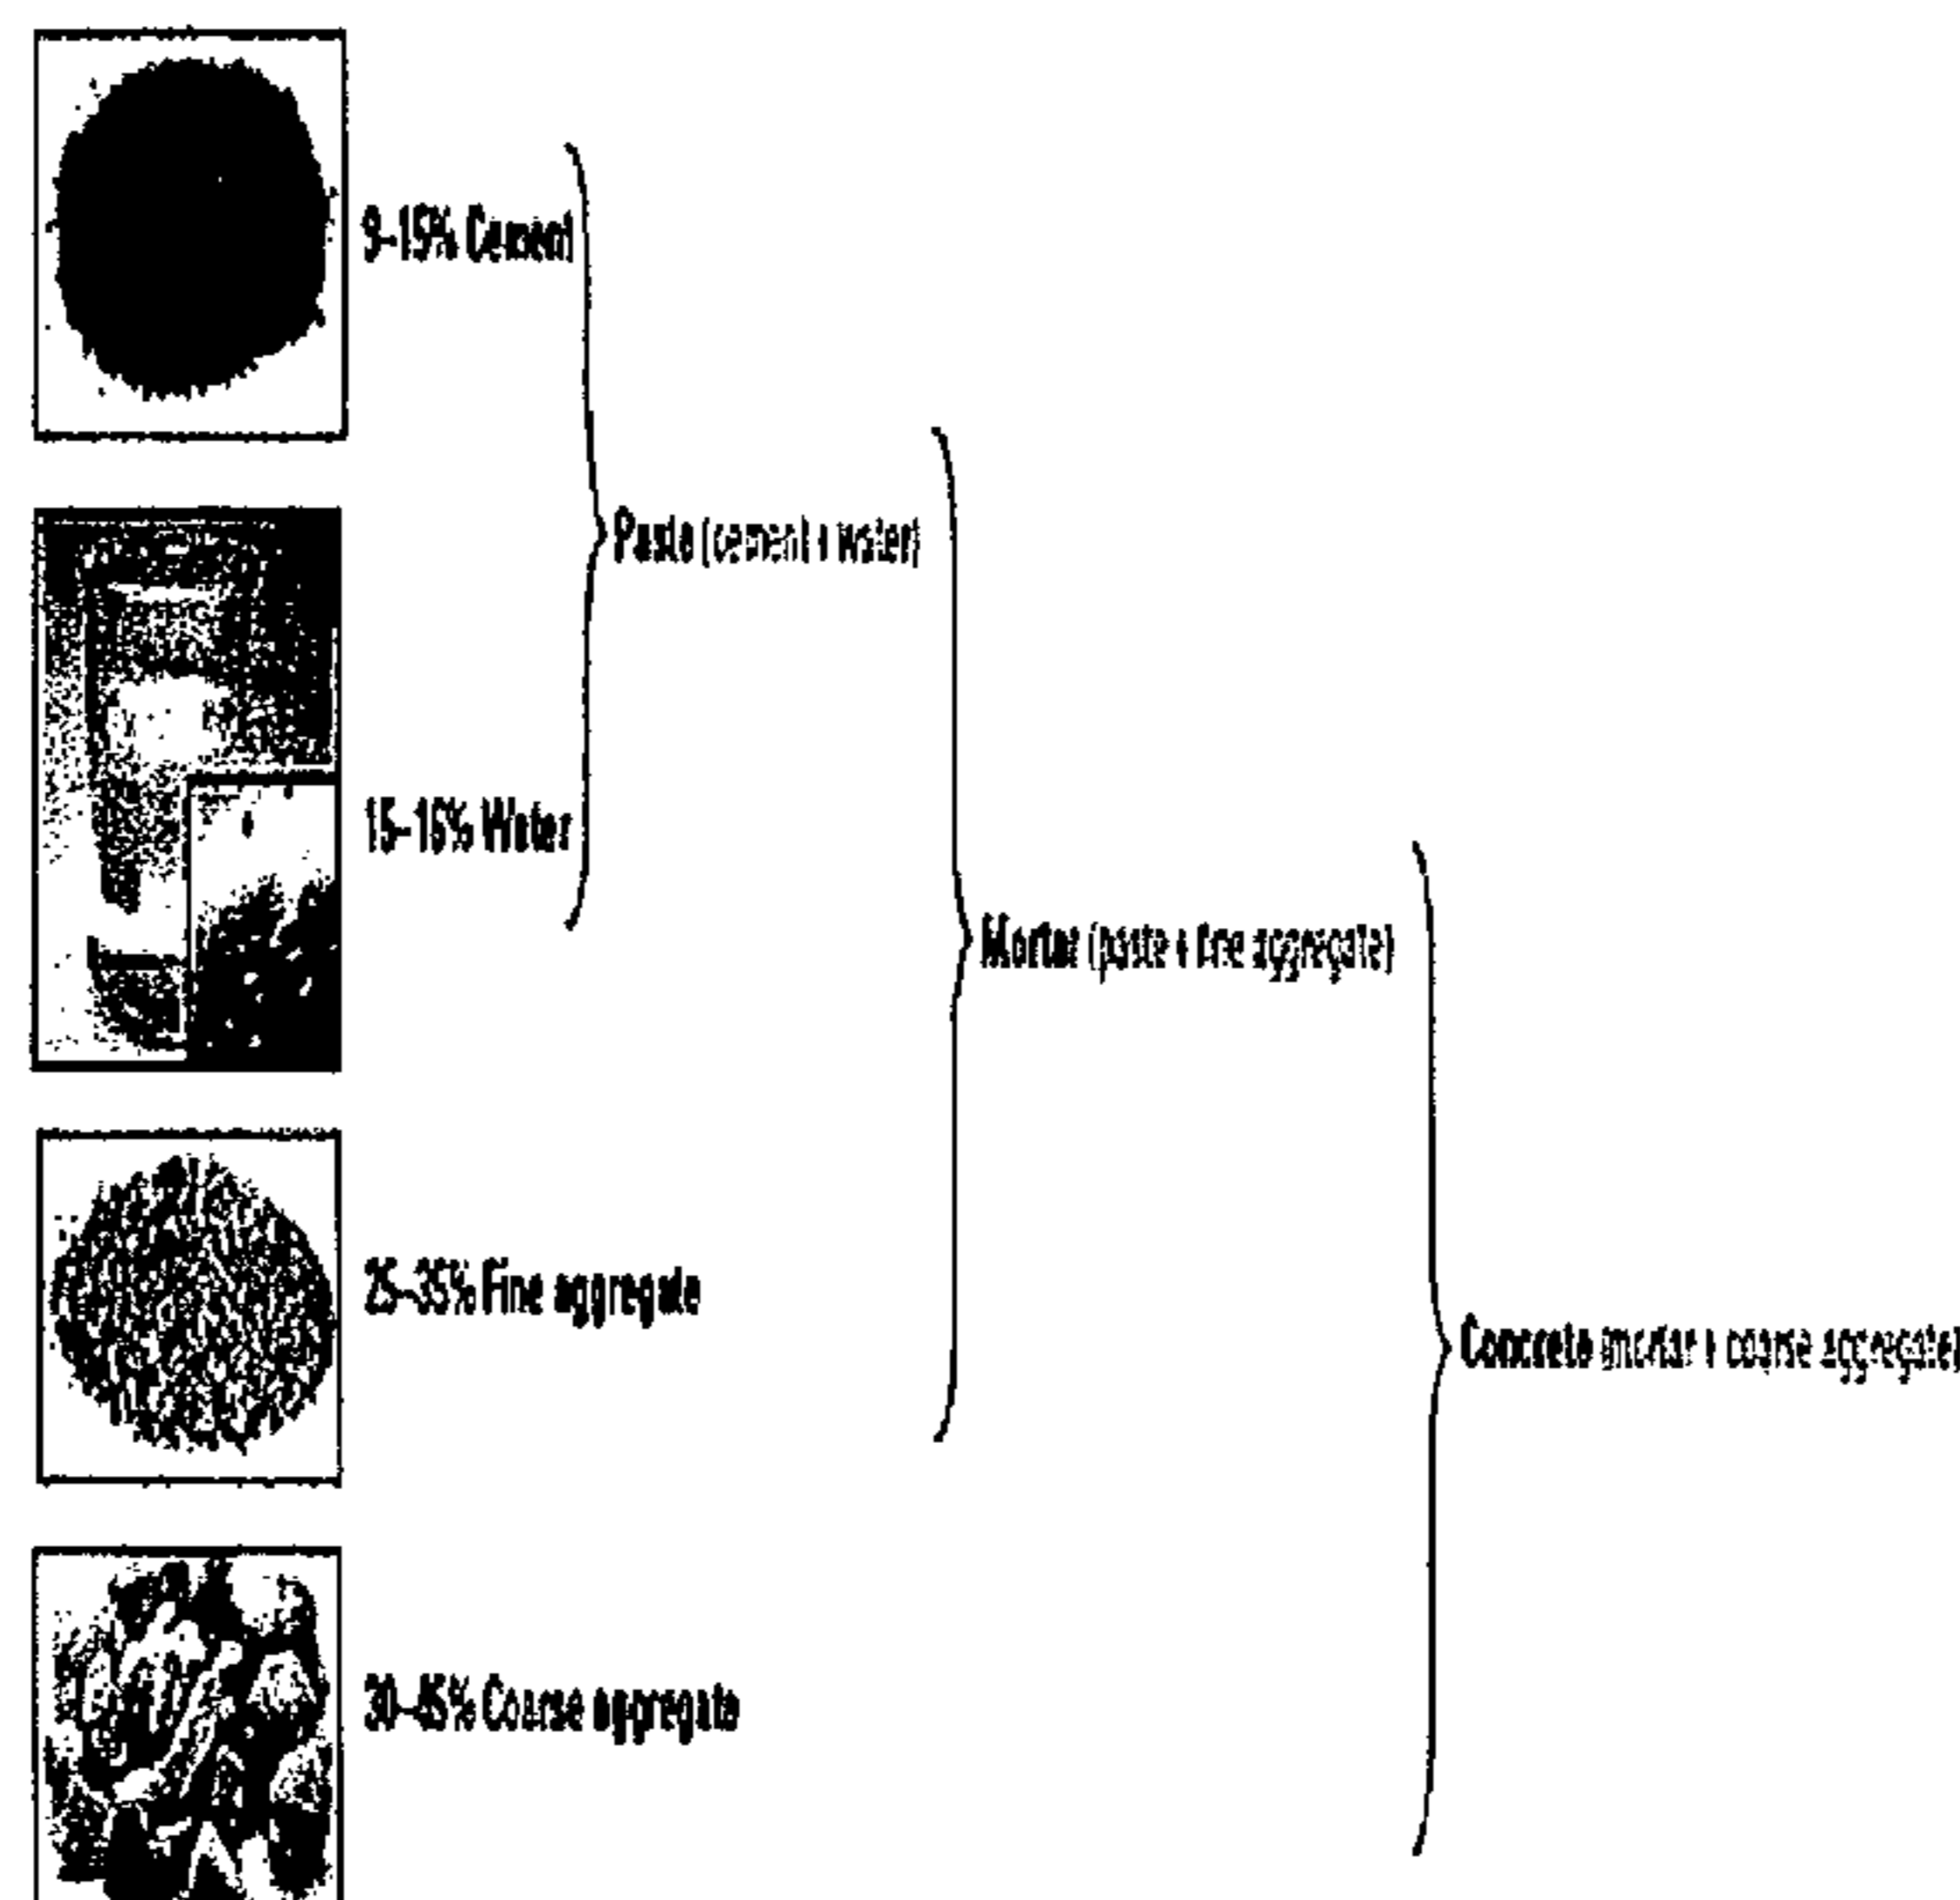 9-15% Cement
Paste (cement + water)
15-16% Water
Mortar (paste + fine aggregate)
25-35% Fine aggregate
Concrete (mortar + coarse aggregate)
30-45% Coarse aggregate